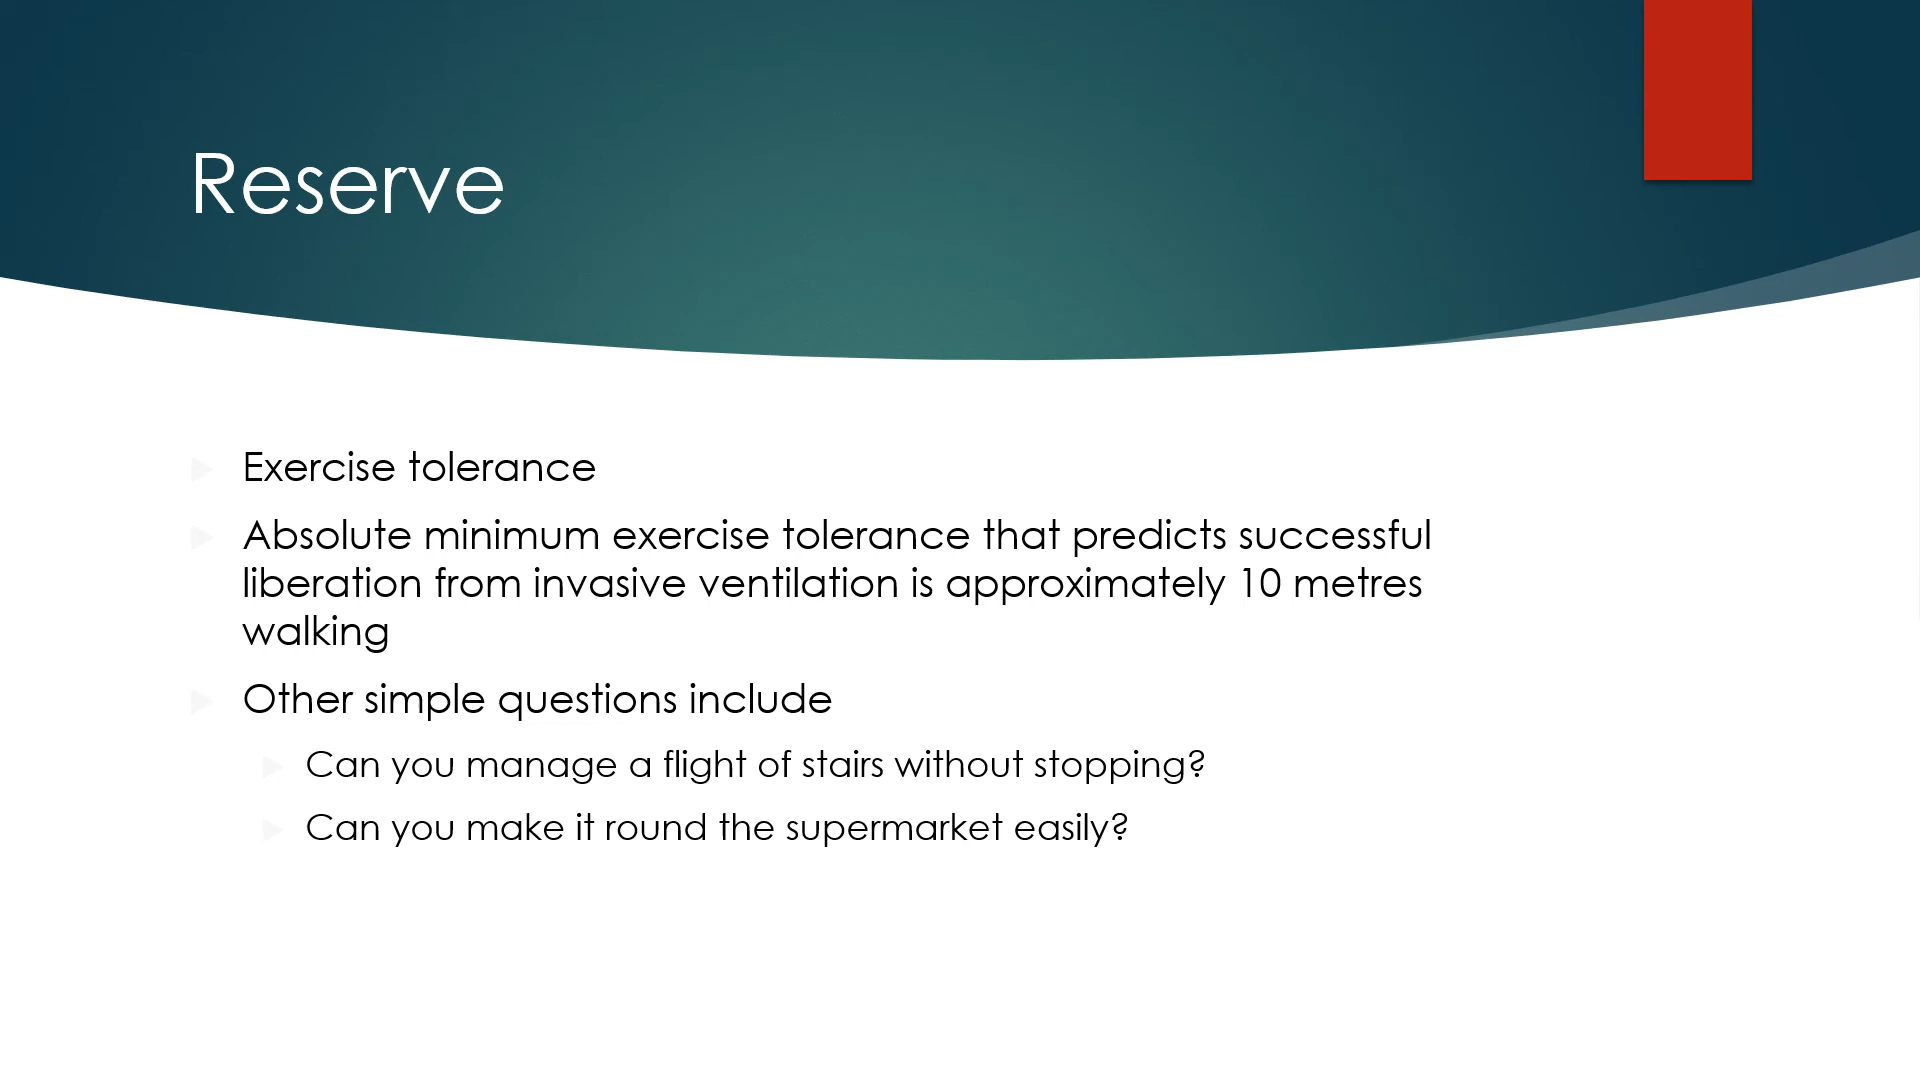 Reserve
Exercise tolerance
Absolute minimum exercise tolerance that predicts successful
liberation from invasive ventilation is approximately 10 metres
walking
Other simple questions include
Can you manage a flight of stairs without stopping?
Can you make it round the supermarket easily?